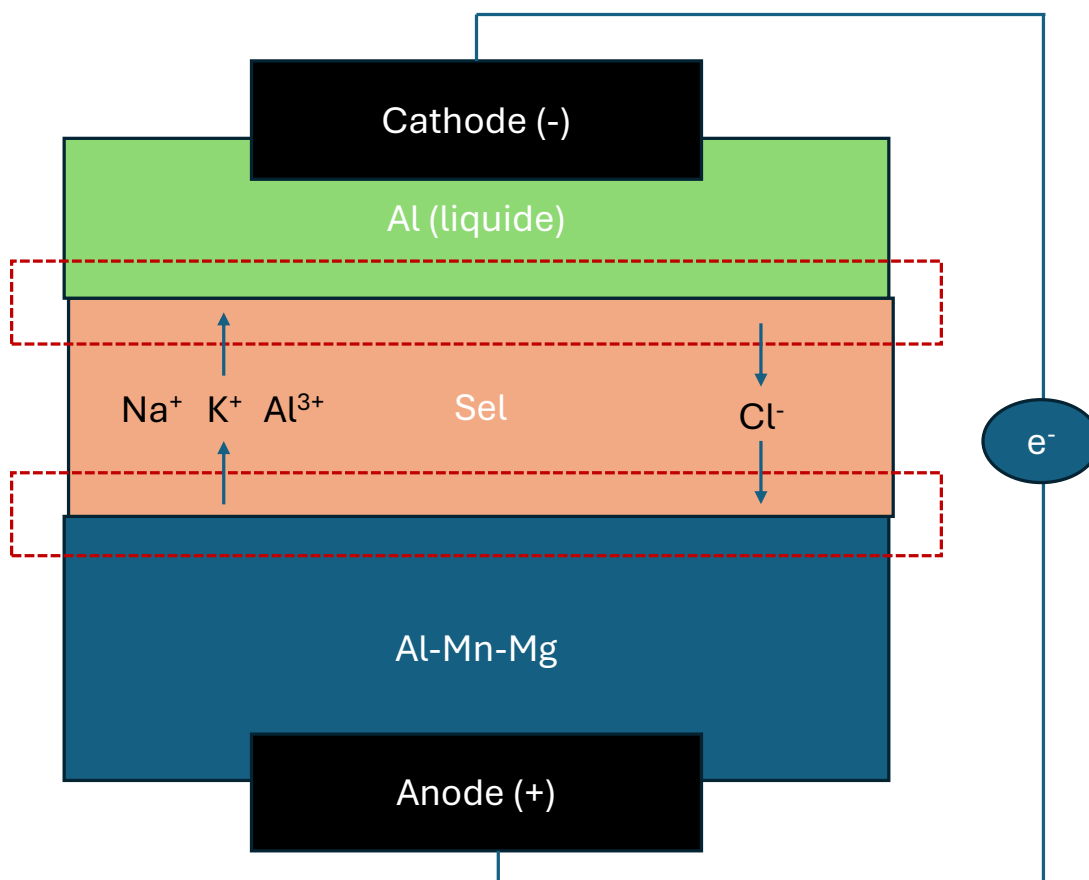 Cathode (-)
Al (liquide)
Na⁺ K⁺ Al³⁺ Sel Cl⁻
e⁻
Al-Mn-Mg
Anode (+)